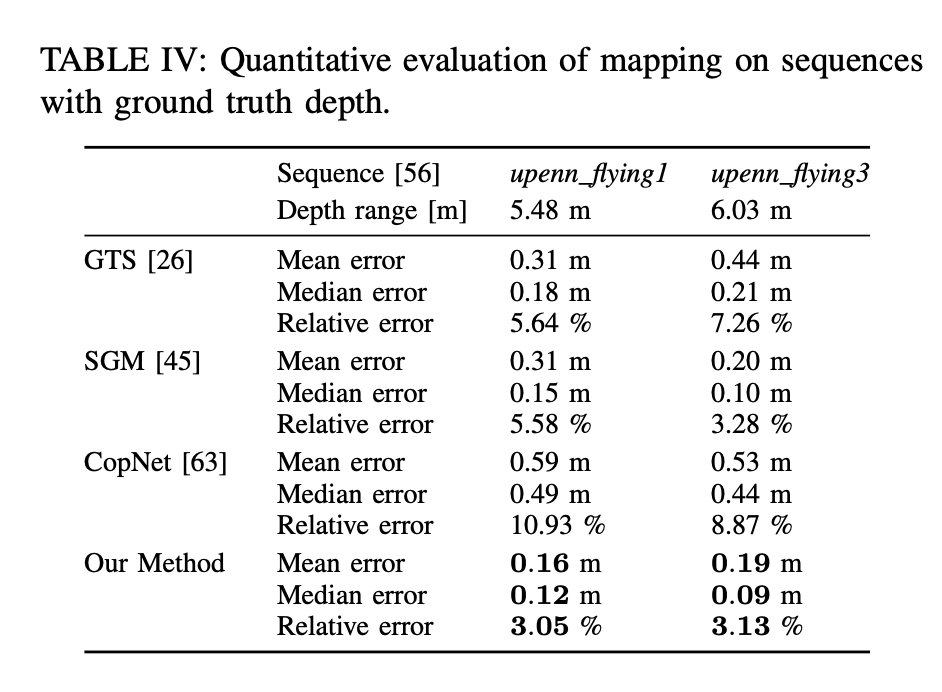 TABLE IV: Quantitative evaluation of mapping on sequences
with ground truth depth.
Sequence [56] upenn_flying1 upenn_flying3
Depth range [m] 5.48 m 6.03 m
GTS [26] Mean error 0.31 m 0.44 m
Median error 0.18 m 0.21 m
Relative error 5.64 % 7.26 %
SGM [45] Mean error 0.31 m 0.20 m
Median error 0.15 m 0.10 m
Relative error 5.58 % 3.28 %
CopNet [63] Mean error 0.59 m 0.53 m
Median error 0.49 m 0.44 m
Relative error 10.93 % 8.87 %
Our Method Mean error 0.16 m 0.19 m
Median error 0.12 m 0.09 m
Relative error 3.05 % 3.13 %